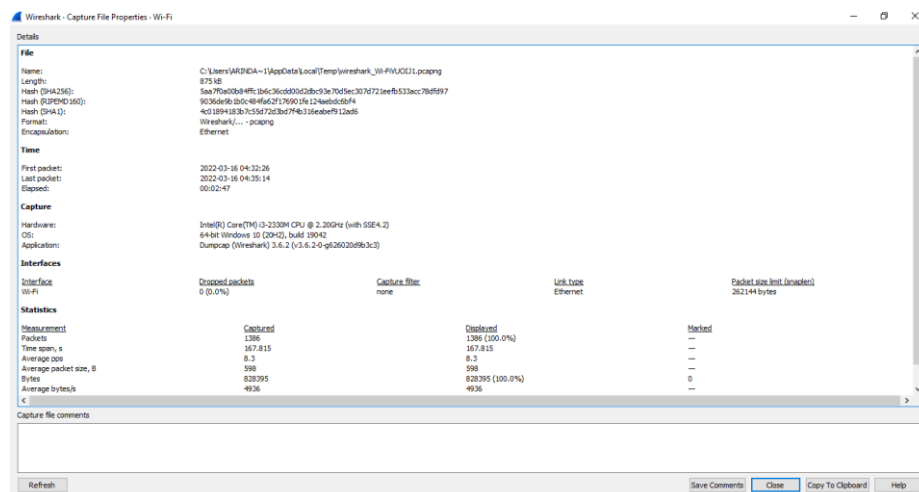 Wireshark · Capture File Properties · Wi-Fi
Details
File
Name: C:\Users\ARINDA~1\AppData\Local\Temp\wireshark_Wi-FiVUOIJ1.pcapng
Length: 875 kB
Hash (SHA256): 5aa7f0a00b84ffc1b6c36cdd00d2dbc93e70d5ec307d721eefb533acc78dfd97
Hash (RIPEMD160): 9036de9b1b0c484fa62f176901fe124aebdc6bf4
Hash (SHA1): 4c01894183b7c55d72d3bd7f4b316eabef912ad6
Format: Wireshark/... - pcapng
Encapsulation: Ethernet
Time
First packet: 2022-03-16 04:32:26
Last packet: 2022-03-16 04:35:14
Elapsed: 00:02:47
Capture
Hardware: Intel(R) Core(TM) i3-2330M CPU @ 2.20GHz (with SSE4.2)
OS: 64-bit Windows 10 (20H2), build 19042
Application: Dumpcap (Wireshark) 3.6.2 (v3.6.2-0-g626020d9b3c3)
Interfaces
Interface Dropped packets Capture filter Link type Packet size limit (snaplen)
Wi-Fi 0 (0.0%) none Ethernet 262144 bytes
Statistics
Measurement Captured Displayed Marked
Packets 1386 1386 (100.0%) —
Time span, s 167.815 167.815 —
Average pps 8.3 8.3 —
Average packet size, B 598 598 —
Bytes 828395 828395 (100.0%) 0
Average bytes/s 4936 4936 —
Capture file comments
Refresh Save Comments Close Copy To Clipboard Help